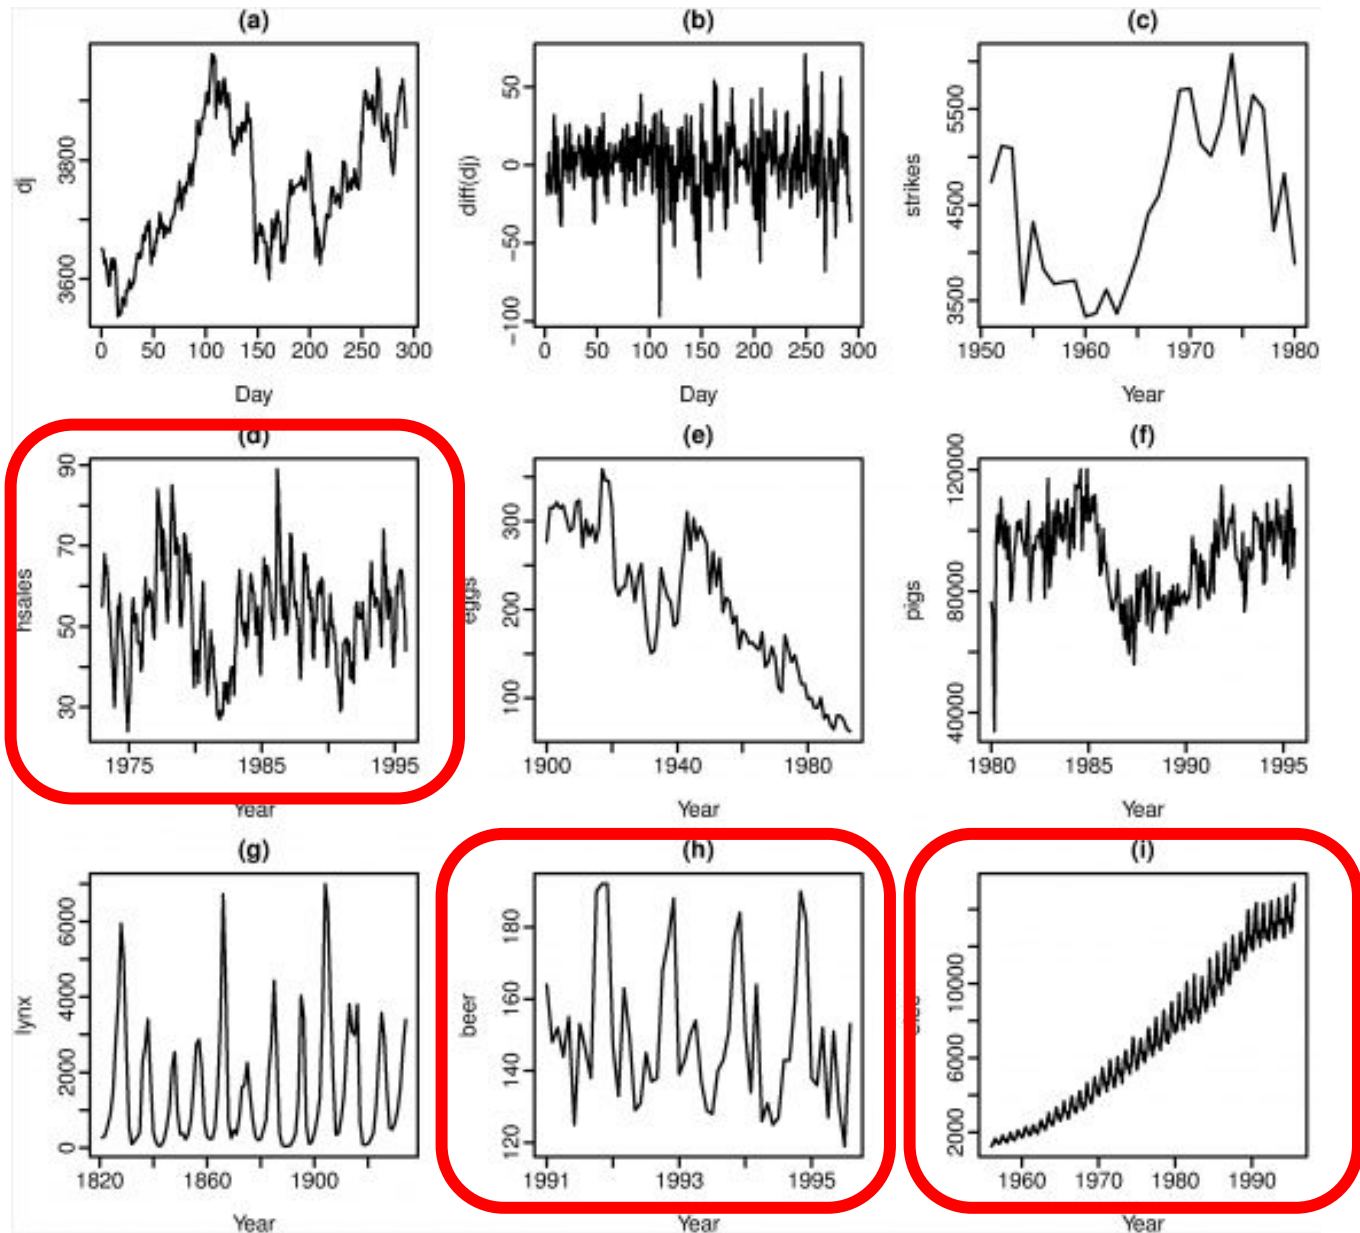 (a)
dj
3800
3600
0 50 100 150 200 250 300
Day
(b)
diff(dj)
50
0
−50
−100
0 50 100 150 200 250 300
Day
(c)
strikes
5500
4500
3500
1950 1960 1970 1980
Year
(d)
hsales
90
70
50
30
1975 1985 1995
Year
(e)
eggs
300
200
100
1900 1940 1980
Year
(f)
pigs
120000
80000
40000
1980 1985 1990 1995
Year
(g)
lynx
6000
4000
2000
0
1820 1860 1900
Year
(h)
beer
180
160
140
120
1991 1993 1995
Year
(i)
10000
6000
2000
1960 1970 1980 1990
Year